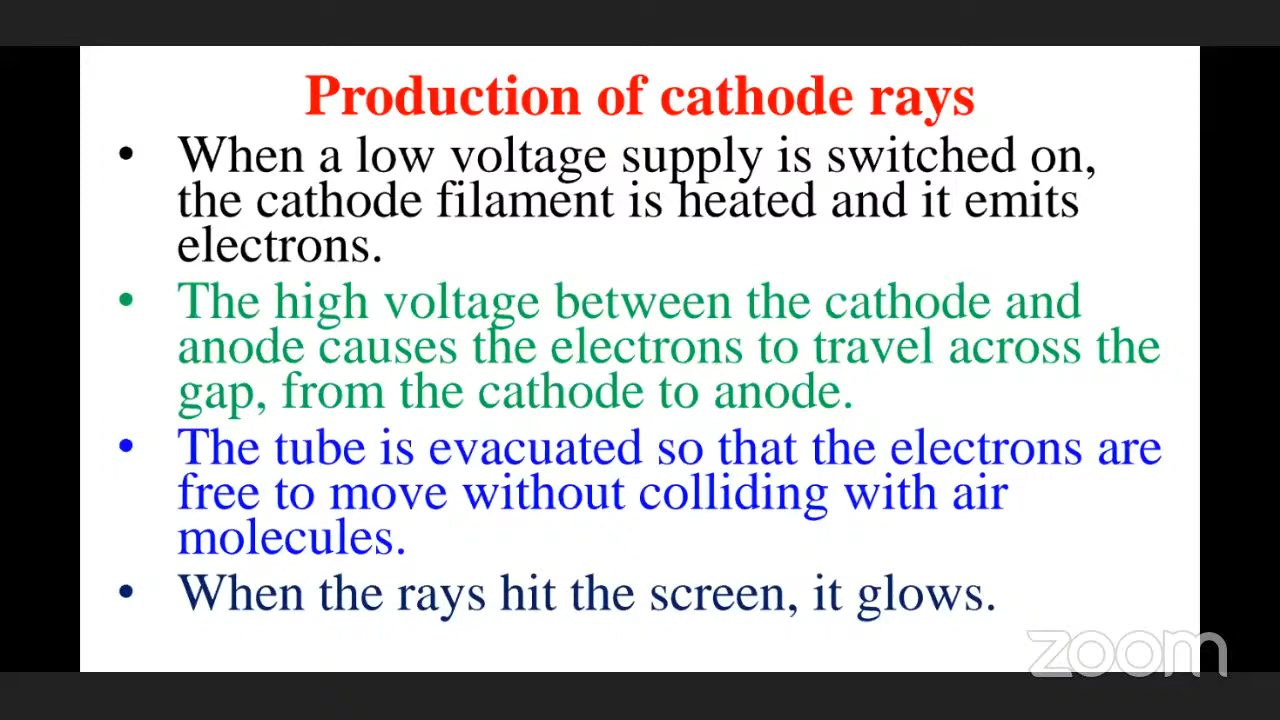 Production of cathode rays
• When a low voltage supply is switched on,
the cathode filament is heated and it emits
electrons.
• The high voltage between the cathode and
anode causes the electrons to travel across the
gap, from the cathode to anode.
• The tube is evacuated so that the electrons are
free to move without colliding with air
molecules.
• When the rays hit the screen, it glows.
zoom